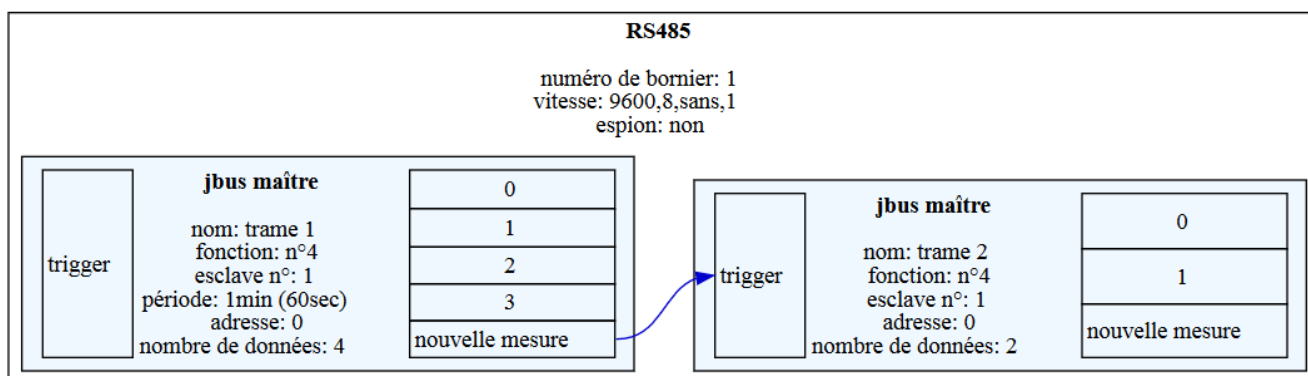 RS485
numéro de bornier: 1
vitesse: 9600,8,sans,1
espion: non
trigger
jbus maître
nom: trame 1
fonction: n°4
esclave n°: 1
période: 1min (60sec)
adresse: 0
nombre de données: 4
0
1
2
3
nouvelle mesure
trigger
jbus maître
nom: trame 2
fonction: n°4
esclave n°: 1
adresse: 0
nombre de données: 2
0
1
nouvelle mesure